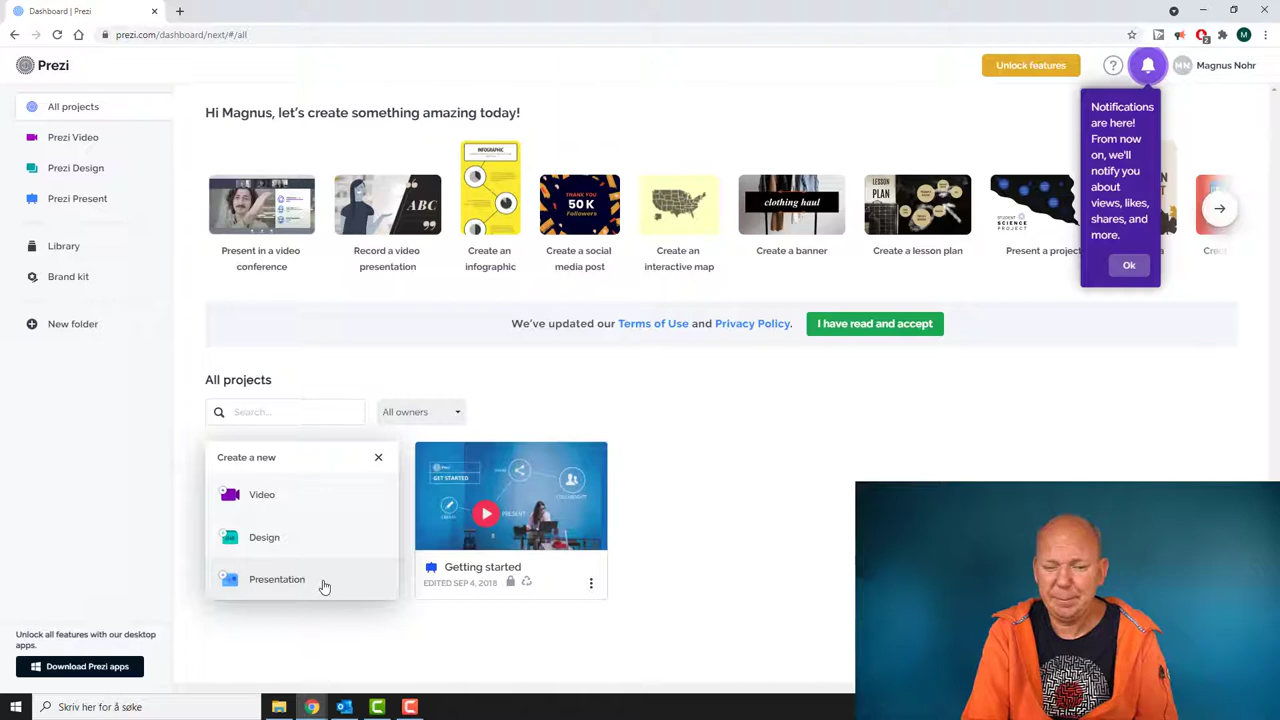 Dashboard | Prezi
prezi.com/dashboard/next/#/all
2
M
Prezi
Unlock features
?
MN
Magnus Nohr
All projects
Prezi Video
Prezi Design
Prezi Present
Library
Brand kit
New folder
Unlock all features with our desktop
apps.
Download Prezi apps
Hi Magnus, let's create something amazing today!
Notifications
are here!
From now
on, we'll
notify you
about
views, likes,
shares, and
more.
Ok
ABC
INFOGRAPHIC
THANK YOU
50 K
Followers
clothing haul
LESSON
PLAN
STUDENT
SCIENCE
PROJECT
Present in a video
conference
Record a video
presentation
Create an
infographic
Create a social
media post
Create an
interactive map
Create a banner
Create a lesson plan
Present a project
We've updated our Terms of Use and Privacy Policy.
I have read and accept
All projects
Search...
All owners
Create a new
Video
Design
Presentation
Prezi
GET STARTED
CREATE
PRESENT
Getting started
EDITED SEP 4, 2018
Skriv her for å søke